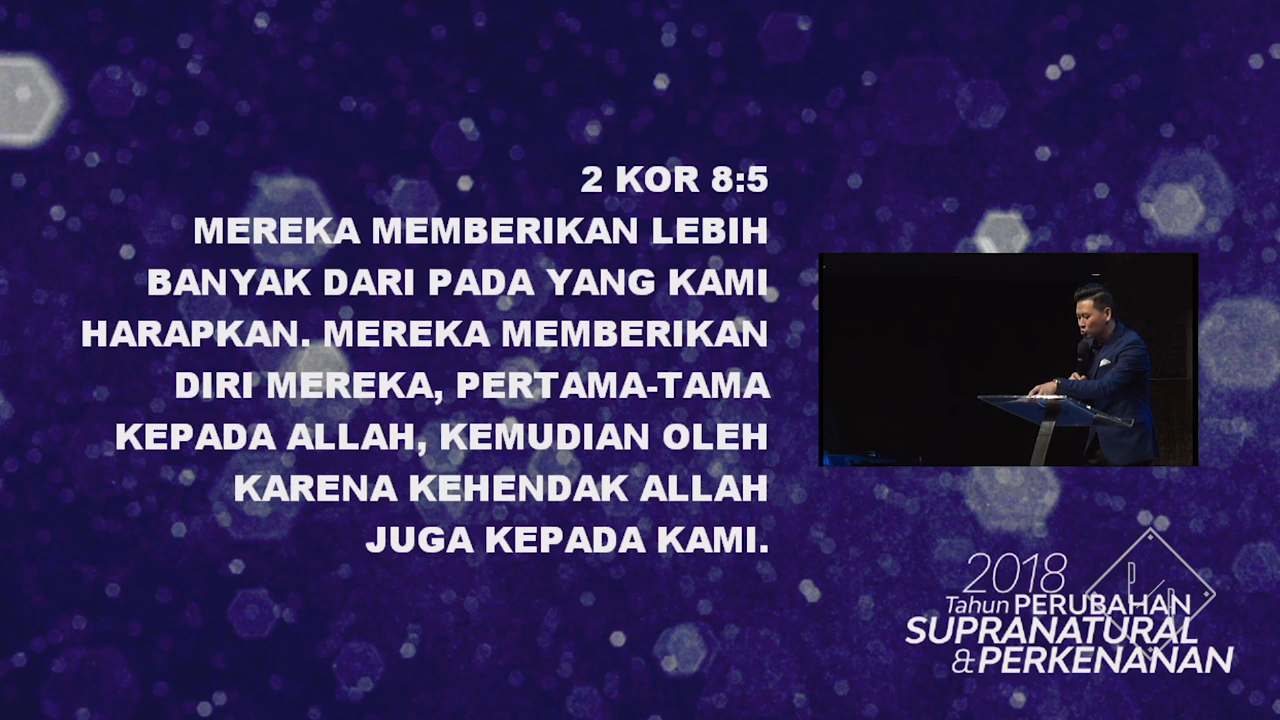 2 KOR 8:5
MEREKA MEMBERIKAN LEBIH
BANYAK DARI PADA YANG KAMI
HARAPKAN. MEREKA MEMBERIKAN
DIRI MEREKA, PERTAMA-TAMA
KEPADA ALLAH, KEMUDIAN OLEH
KARENA KEHENDAK ALLAH
JUGA KEPADA KAMI.
2018
Tahun PERUBAHAN
SUPRANATURAL
& PERKENANAN